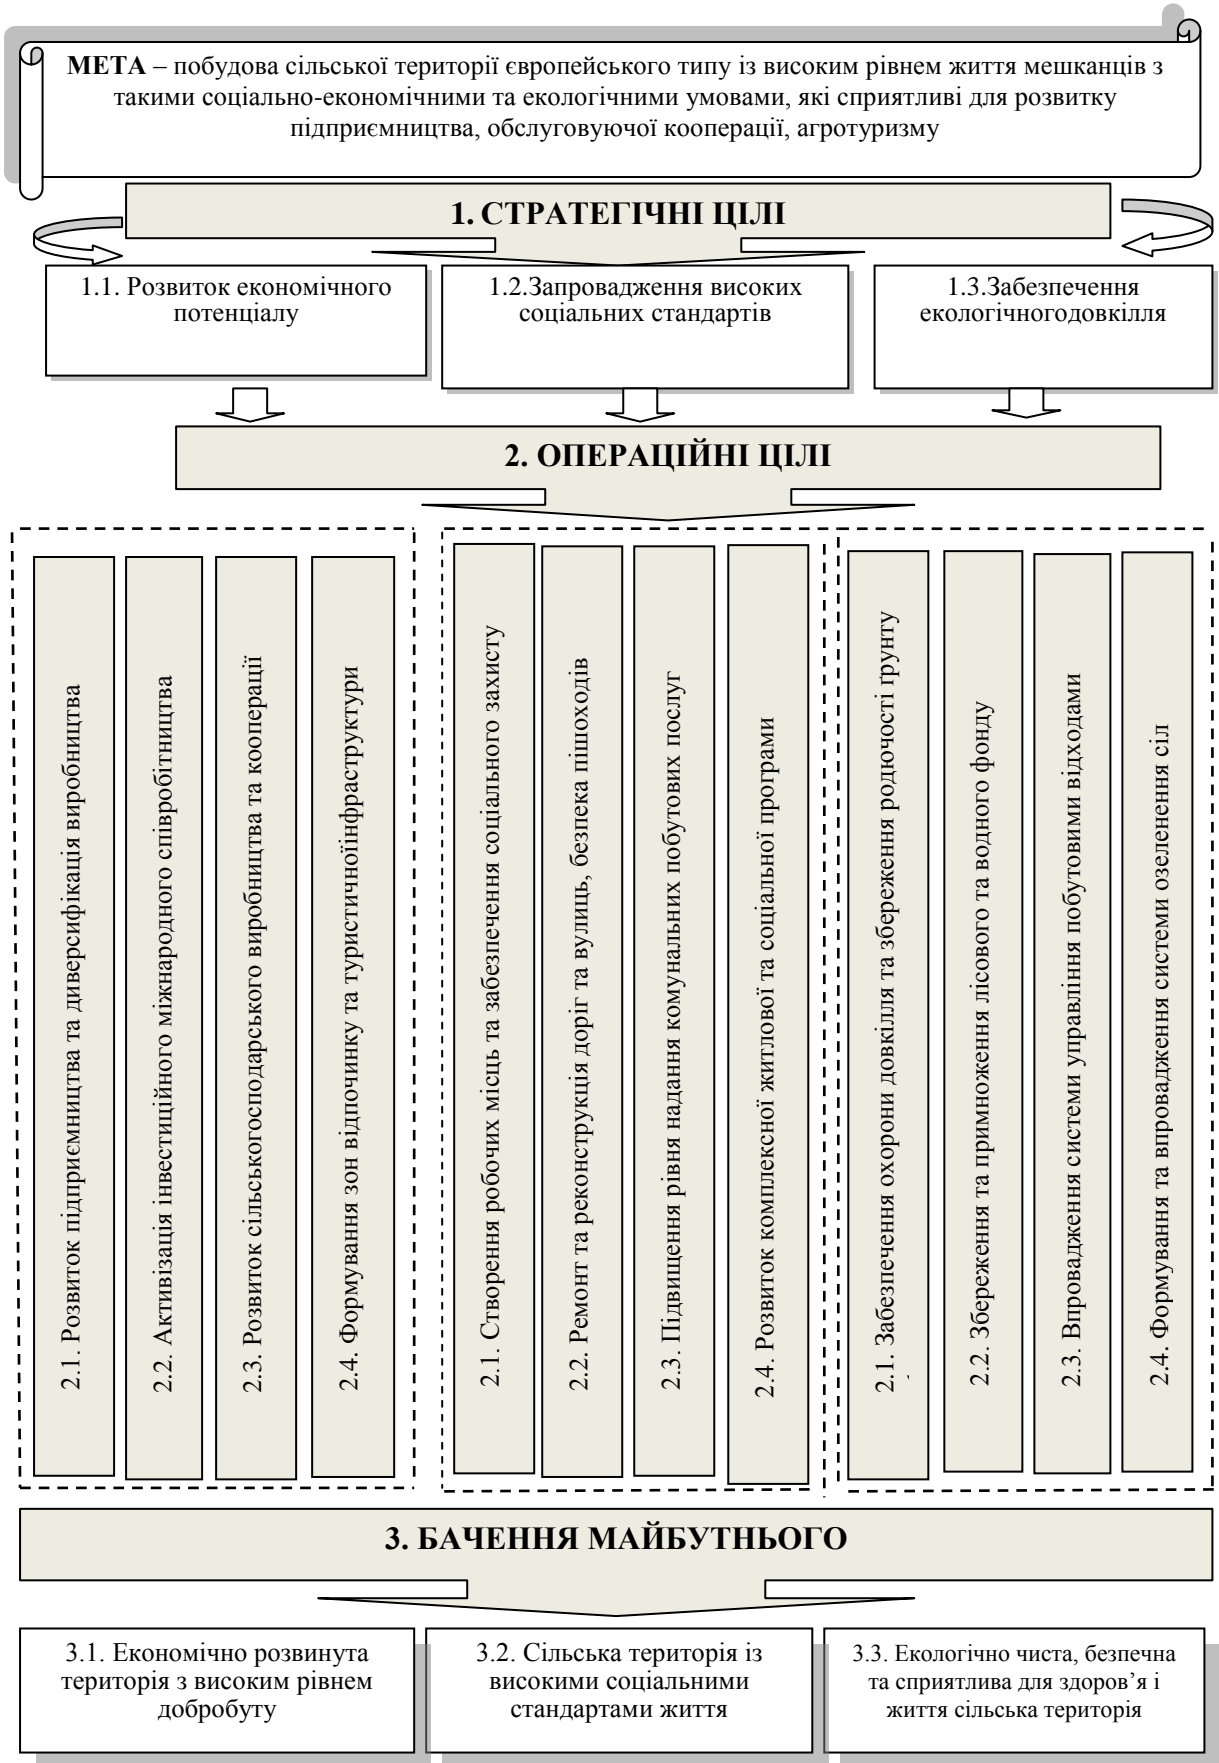 МЕТА – побудова сільської території європейського типу із високим рівнем життя мешканців з
такими соціально-економічними та екологічними умовами, які сприятливі для розвитку
підприємництва, обслуговуючої кооперації, агротуризму
1. СТРАТЕГІЧНІ ЦІЛІ
1.1. Розвиток економічного
потенціалу
1.2.Запровадження високих
соціальних стандартів
1.3.Забезпечення
екологічногодовкілля
2. ОПЕРАЦІЙНІ ЦІЛІ
2.1. Розвиток підприємництва та диверсифікація виробництва
2.2. Активізація інвестиційного міжнародного співробітництва
2.3. Розвиток сільськогосподарського виробництва та кооперації
2.4. Формування зон відпочинку та туристичноїінфраструктури
2.1. Створення робочих місць та забезпечення соціального захисту
2.2. Ремонт та реконструкція доріг та вулиць, безпека пішоходів
2.3. Підвищення рівня надання комунальних побутових послуг
2.4. Розвиток комплексної житлової та соціальної програми
2.1. Забезпечення охорони довкілля та збереження родючості ґрунту
2.2. Збереження та примноження лісового та водного фонду
2.3. Впровадження системи управління побутовими відходами
2.4. Формування та впровадження системи озеленення сіл
3. БАЧЕННЯ МАЙБУТНЬОГО
3.1. Економічно розвинута
територія з високим рівнем
добробуту
3.2. Сільська територія із
високими соціальними
стандартами життя
3.3. Екологічно чиста, безпечна
та сприятлива для здоров’я і
життя сільська територія